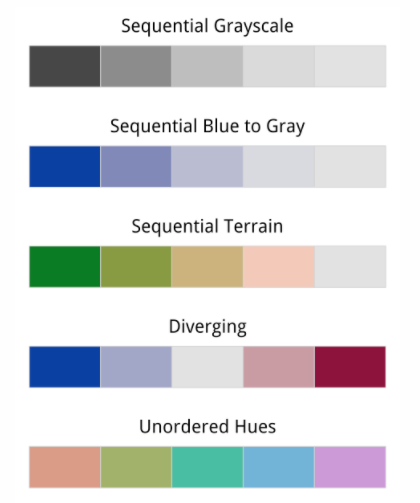 Sequential Grayscale
Sequential Blue to Gray
Sequential Terrain
Diverging
Unordered Hues